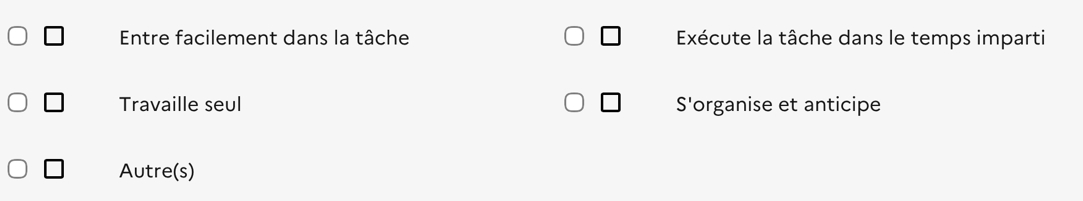 Entre facilement dans la tâche
Exécute la tâche dans le temps imparti
Travaille seul
S'organise et anticipe
Autre(s)